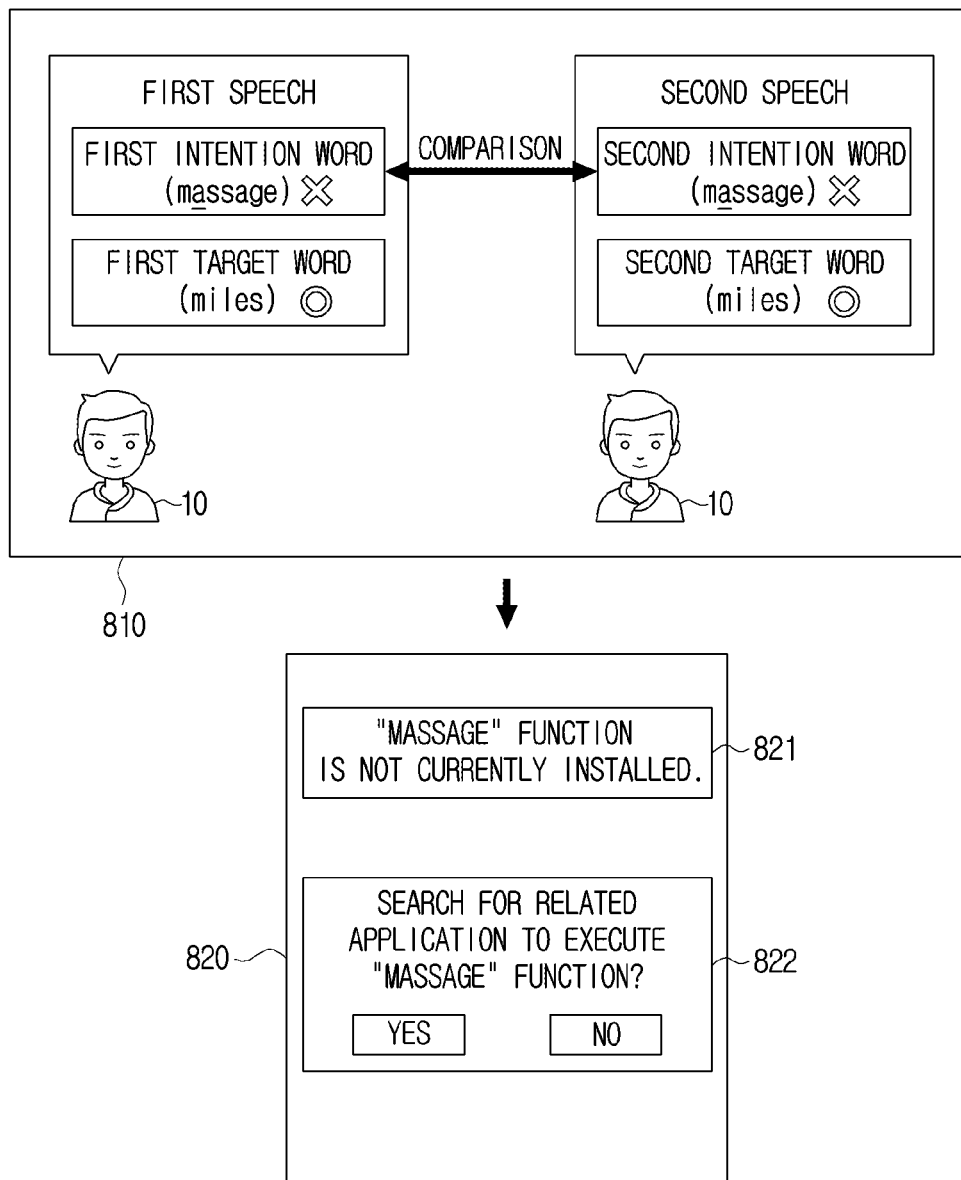 FIRST SPEECH
FIRST INTENTION WORD
(massage)
FIRST TARGET WORD
(miles)
COMPARISON
SECOND SPEECH
SECOND INTENTION WORD
(massage)
SECOND TARGET WORD
(miles)
10
10
810
"MASSAGE" FUNCTION
IS NOT CURRENTLY INSTALLED.
821
820
SEARCH FOR RELATED
APPLICATION TO EXECUTE
"MASSAGE" FUNCTION?
822
YES
NO